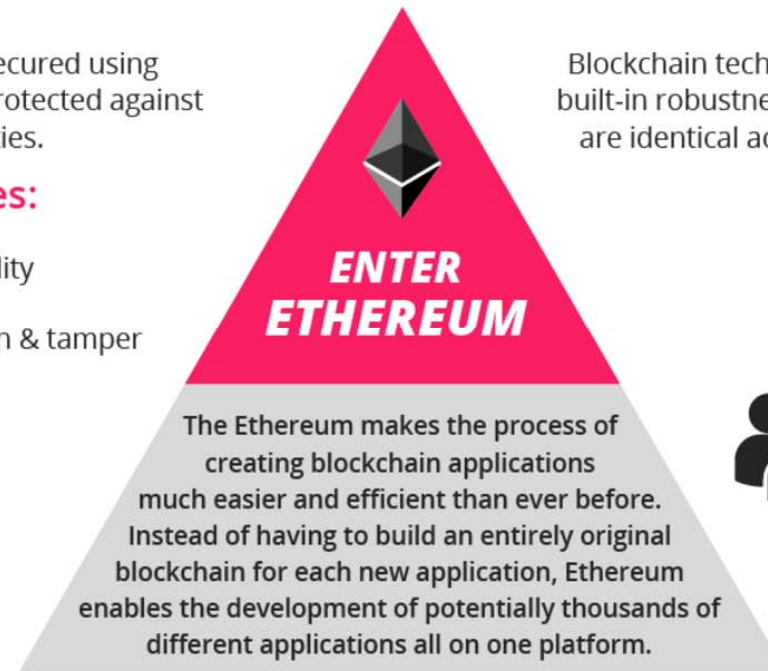 ecured using
rotected against
ies.
es:
lity
n & tamper
Blockchain tech
built-in robustne
are identical ac
ENTER
ETHEREUM
The Ethereum makes the process of
creating blockchain applications
much easier and efficient than ever before.
Instead of having to build an entirely original
blockchain for each new application, Ethereum
enables the development of potentially thousands of
different applications all on one platform.